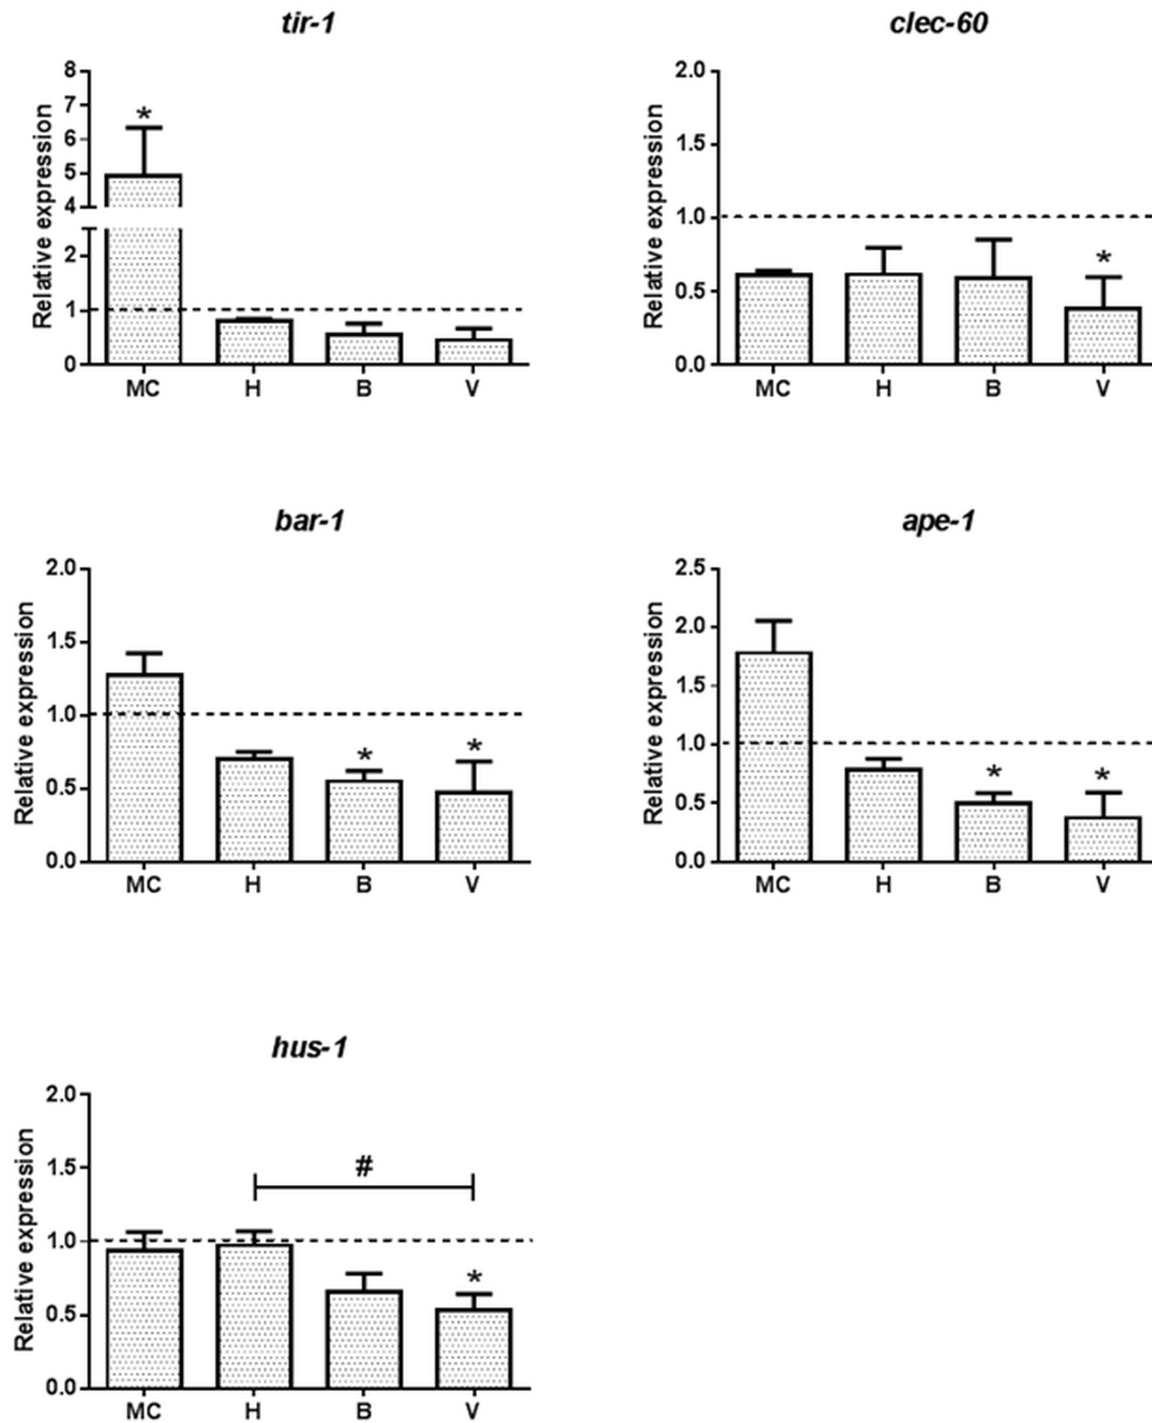 tir-1
Relative expression
8
7
6
5
4
2
1
0
*
MC H B V
clec-60
Relative expression
2.0
1.5
1.0
0.5
0.0
*
MC H B V
bar-1
Relative expression
2.0
1.5
1.0
0.5
0.0
* *
MC H B V
ape-1
Relative expression
2.5
2.0
1.5
1.0
0.5
0.0
* *
MC H B V
hus-1
Relative expression
2.0
1.5
1.0
0.5
0.0
#
*
MC H B V